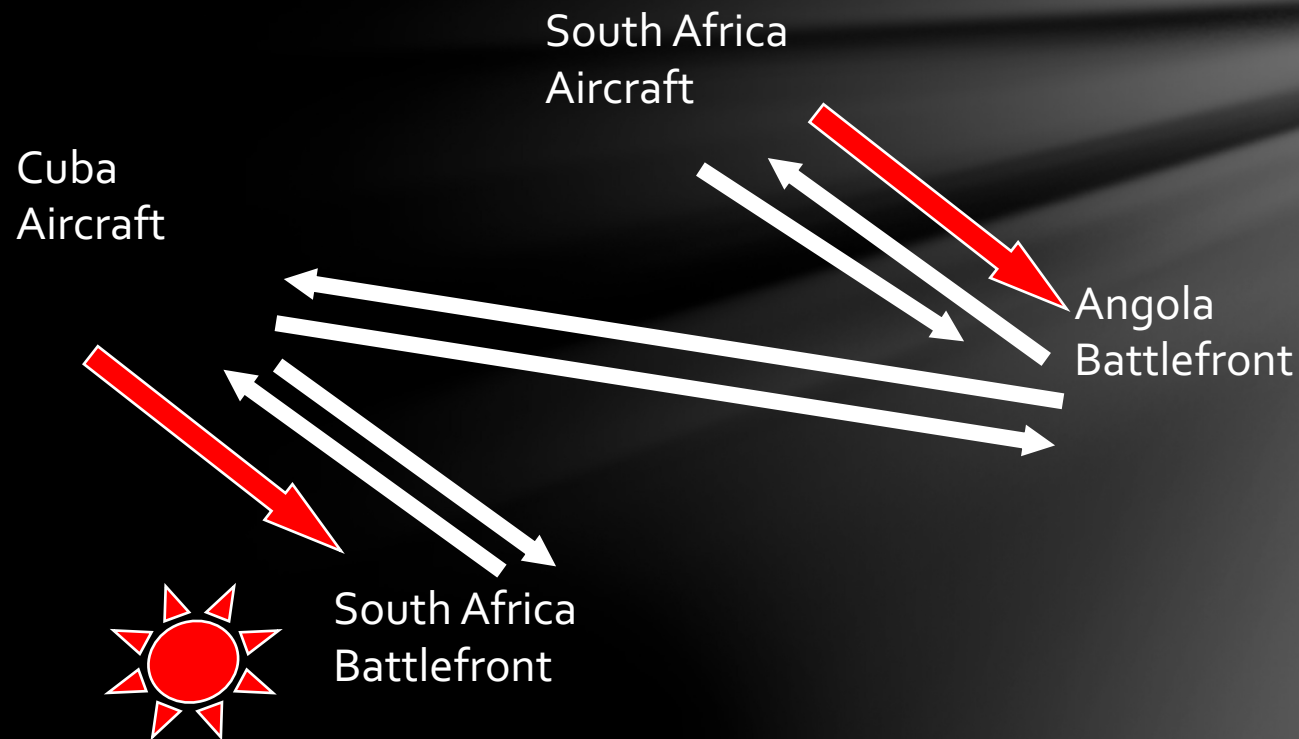 South Africa
Aircraft
Cuba
Aircraft
Angola
Battlefront
South Africa
Battlefront